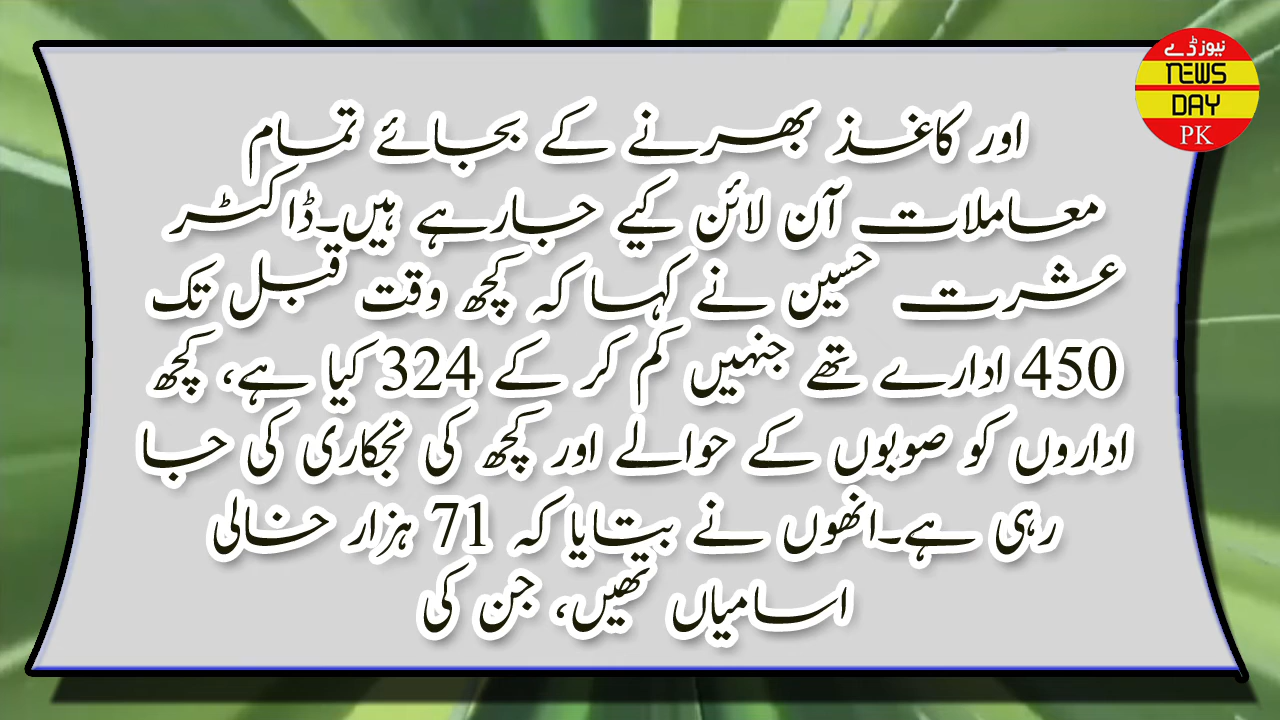 نیوز ڈے
NEWS
DAY
PK
اور کاغذ بھرنے کے بجائے تمام
معاملات آن لائن کیے جارہے ہیں۔ڈاکٹر
عشرت حسین نے کہا کہ کچھ وقت قبل تک
450 ادارے تھے جنہیں کم کر کے 324 کیا ہے، کچھ
اداروں کو صوبوں کے حوالے اور کچھ کی نجکاری کی جا
رہی ہے۔انھوں نے بتایا کہ 71 ہزار خالی
اسامیاں تھیں، جن کی